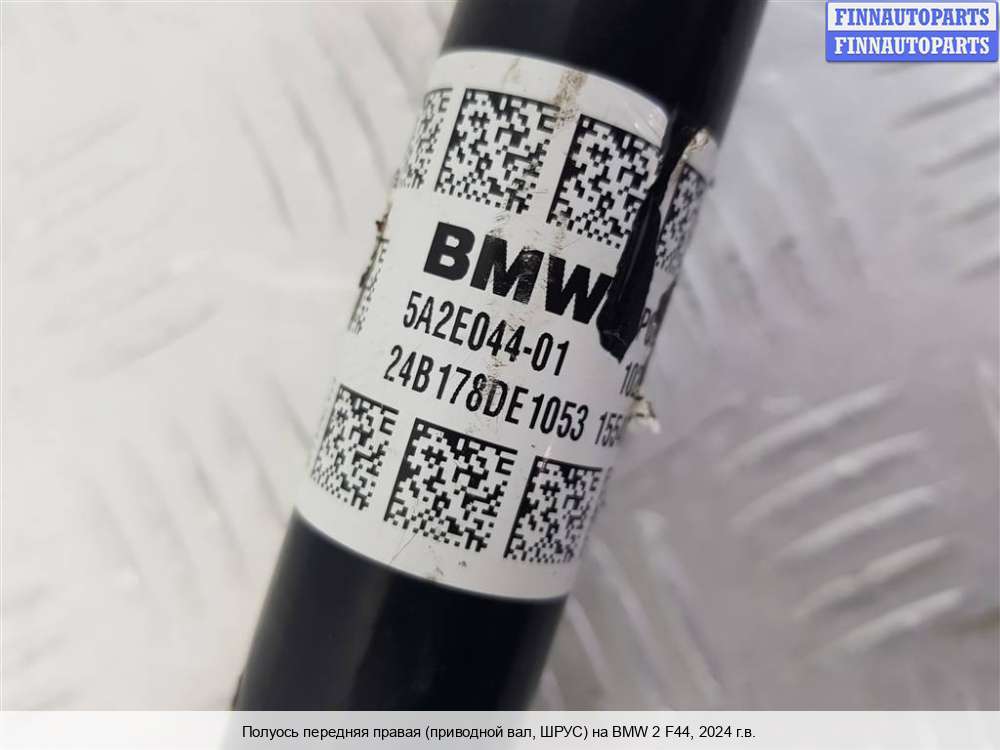 FINNAUTOPARTS
FINNAUTOPARTS
BMW
5A2E044-01
24B178DE1053
Полуось передняя правая (приводной вал, ШРУС) на BMW 2 F44, 2024 г.в.